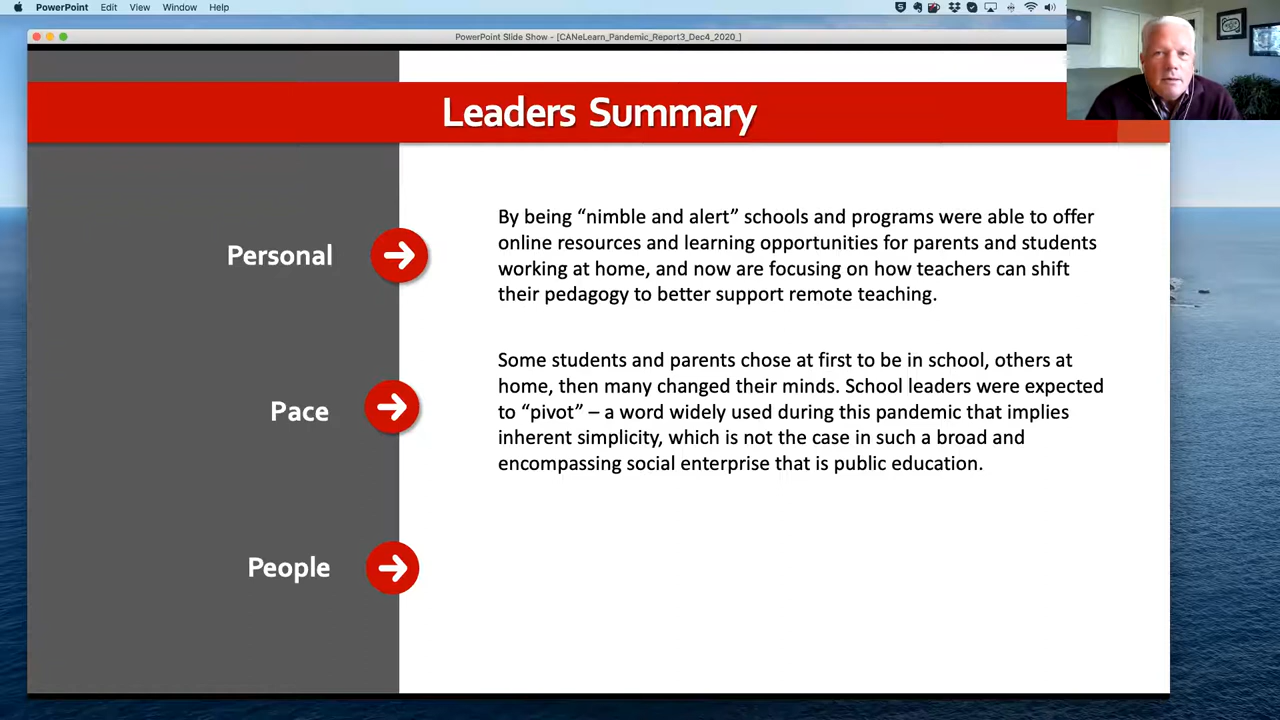 PowerPoint Edit View Window Help
PowerPoint Slide Show - [CANeLearn_Pandemic_Report3_Dec4_2020_]
Leaders Summary
Personal
By being “nimble and alert” schools and programs were able to offer
online resources and learning opportunities for parents and students
working at home, and now are focusing on how teachers can shift
their pedagogy to better support remote teaching.
Pace
Some students and parents chose at first to be in school, others at
home, then many changed their minds. School leaders were expected
to “pivot” – a word widely used during this pandemic that implies
inherent simplicity, which is not the case in such a broad and
encompassing social enterprise that is public education.
People